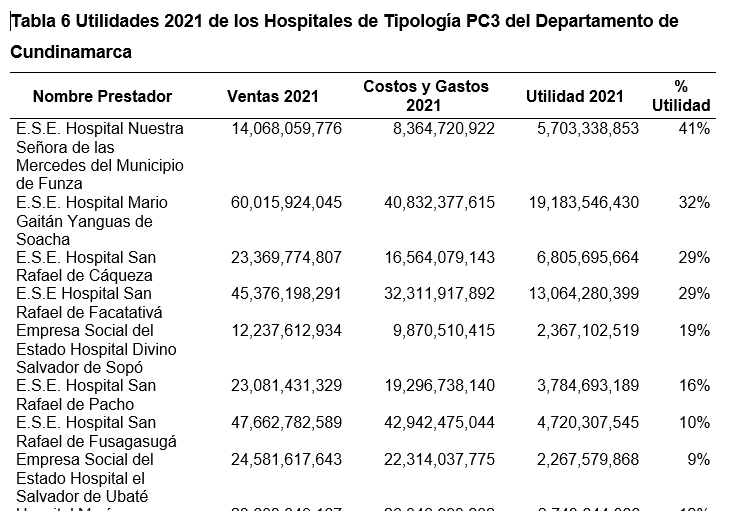 Tabla 6 Utilidades 2021 de los Hospitales de Tipología PC3 del Departamento de
Cundinamarca
Nombre Prestador Ventas 2021 Costos y Gastos 2021 Utilidad 2021 % Utilidad
E.S.E. Hospital Nuestra 14,068,059,776 8,364,720,922 5,703,338,853 41%
Señora de las
Mercedes del Municipio
de Funza
E.S.E. Hospital Mario 60,015,924,045 40,832,377,615 19,183,546,430 32%
Gaitán Yanguas de
Soacha
E.S.E. Hospital San 23,369,774,807 16,564,079,143 6,805,695,664 29%
Rafael de Cáqueza
E.S.E Hospital San 45,376,198,291 32,311,917,892 13,064,280,399 29%
Rafael de Facatativá
Empresa Social del 12,237,612,934 9,870,510,415 2,367,102,519 19%
Estado Hospital Divino
Salvador de Sopó
E.S.E. Hospital San 23,081,431,329 19,296,738,140 3,784,693,189 16%
Rafael de Pacho
E.S.E. Hospital San 47,662,782,589 42,942,475,044 4,720,307,545 10%
Rafael de Fusagasugá
Empresa Social del 24,581,617,643 22,314,037,775 2,267,579,868 9%
Estado Hospital el
Salvador de Ubaté